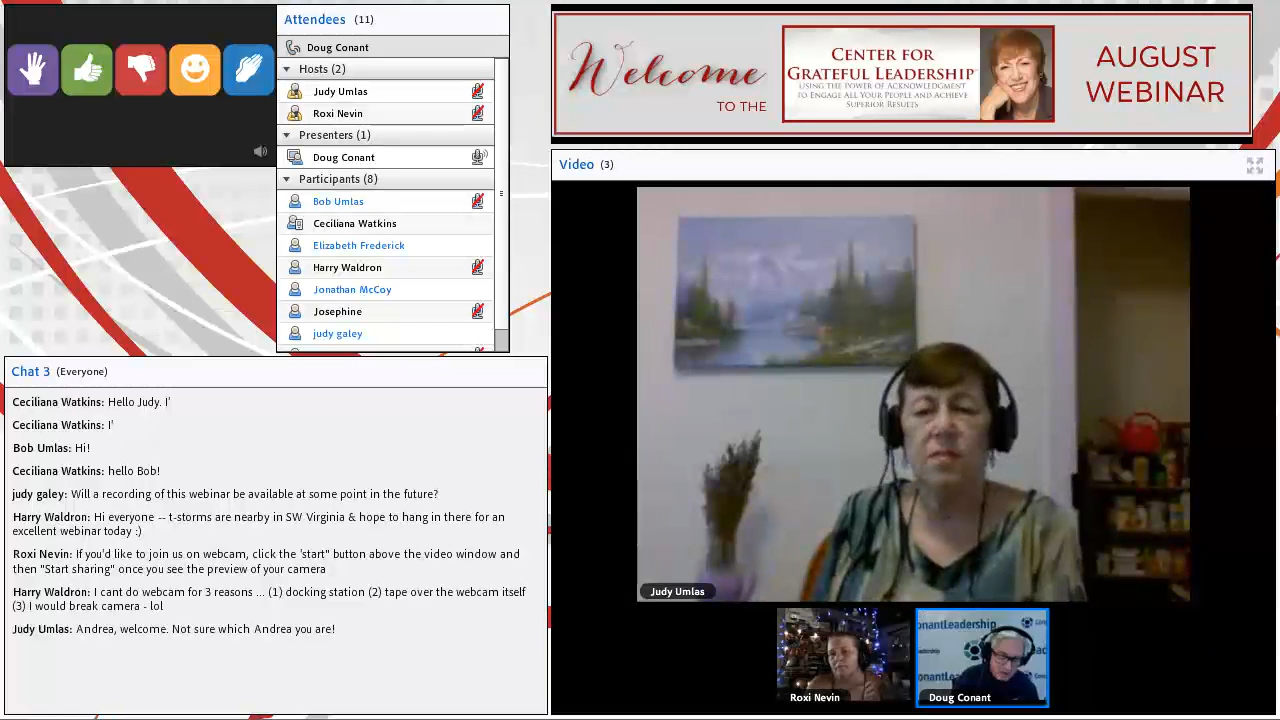 Attendees (11)
D. Conant
Hosts (2)
Judy Umlas
Roxi Nevin
Presenters (1)
Doug Conant
Participants (8)
Bob Umlas
Ceciliana Watkins
Elizabeth Frederick
Harry Waldron
Jonathan McCoy
Josephine
judy galey
Chat 3 (Everyone)
Ceciliana Watkins: Hello Judy. I'
Ceciliana Watkins: I'
Bob Umlas: Hi!
Ceciliana Watkins: hello Bob!
judy galey: Will a recording of this webinar be available at some point in the future?
Harry Waldron: Hi everyone -- t-storms are nearby in SW Virginia & hope to hang in there for an
excellent webinar today :)
Roxi Nevin: If you'd like to join us on webcam, click the 'start" button above the video window and
then "Start sharing" once you see the preview of your
camera
Harry Waldron: I cant do webcam for 3 reasons ... (1) docking station (2) tape over the webcam itself
(3) I would break camera - lol
Judy Umlas: Andrea, welcome. Not sure which Andrea you are.
Welcome
TO THE
CENTER FOR
GRATEFUL LEADERSHIP
USING THE POWER OF ACKNOWLEDGMENT
TO ENGAGE ALL YOUR PEOPLE AND ACHIEVE
SUPERIOR RESULTS
AUGUST
WEBINAR
Video (3)
Judy Umlas
Roxi Nevin
onantLeadership
Doug Conant